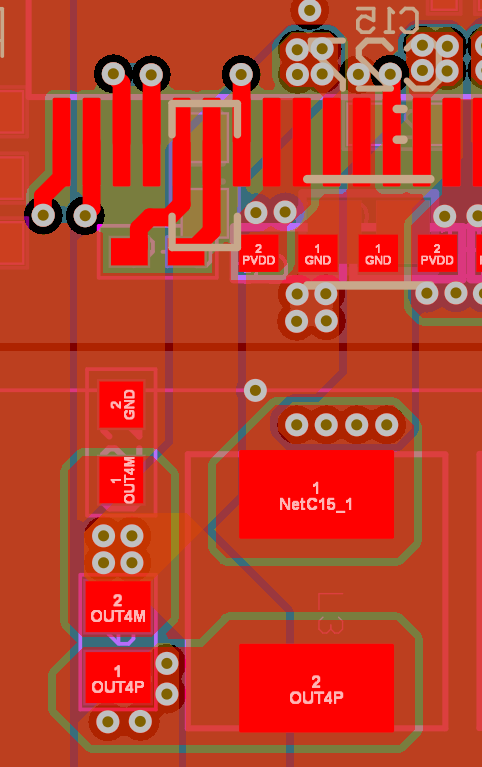 C15
2
PVDD
1
GND
1
GND
2
PVDD
2
GND
1
OUT4M
1
NetC15_1
2
OUT4M
L3
1
OUT4P
2
OUT4P